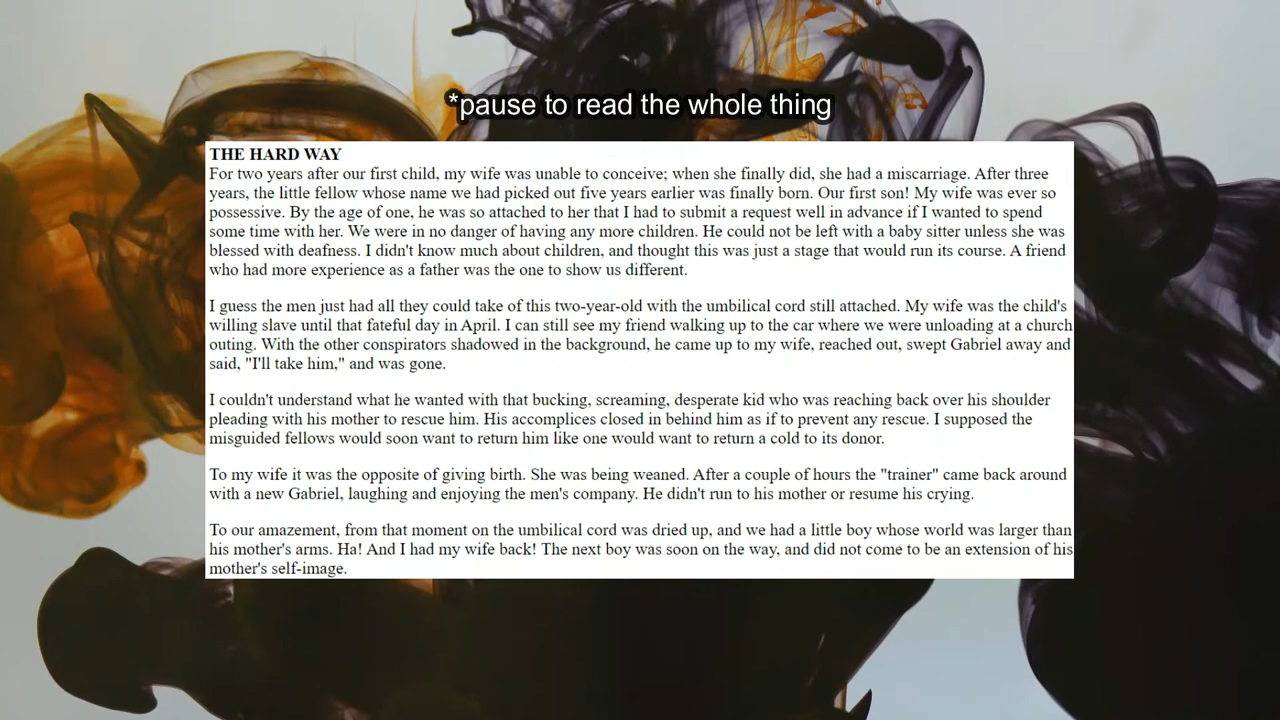 *pause to read the whole thing
THE HARD WAY
For two years after our first child, my wife was unable to conceive; when she finally did, she had a miscarriage. After three
years, the little fellow whose name we had picked out five years earlier was finally born. Our first son! My wife was ever so
possessive. By the age of one, he was so attached to her that I had to submit a request well in advance if I wanted to spend
some time with her. We were in no danger of having any more children. He could not be left with a baby sitter unless she was
blessed with deafness. I didn't know much about children, and thought this was just a stage that would run its course. A friend
who had more experience as a father was the one to show us different.
I guess the men just had all they could take of this two-year-old with the umbilical cord still attached. My wife was the child's
willing slave until that fateful day in April. I can still see my friend walking up to the car where we were unloading at a church
outing. With the other conspirators shadowed in the background, he came up to my wife, reached out, swept Gabriel away and
said, "I'll take him," and was gone.
I couldn't understand what he wanted with that bucking, screaming, desperate kid who was reaching back over his shoulder
pleading with his mother to rescue him. His accomplices closed in behind him as if to prevent any rescue. I supposed the
misguided fellows would soon want to return him like one would want to return a cold to its donor.
To my wife it was the opposite of giving birth. She was being weaned. After a couple of hours the "trainer" came back around
with a new Gabriel, laughing and enjoying the men's company. He didn't run to his mother or resume his crying.
To our amazement, from that moment on the umbilical cord was dried up, and we had a little boy whose world was larger than
his mother's arms. Ha! And I had my wife back! The next boy was soon on the way, and did not come to be an extension of his
mother's self-image.